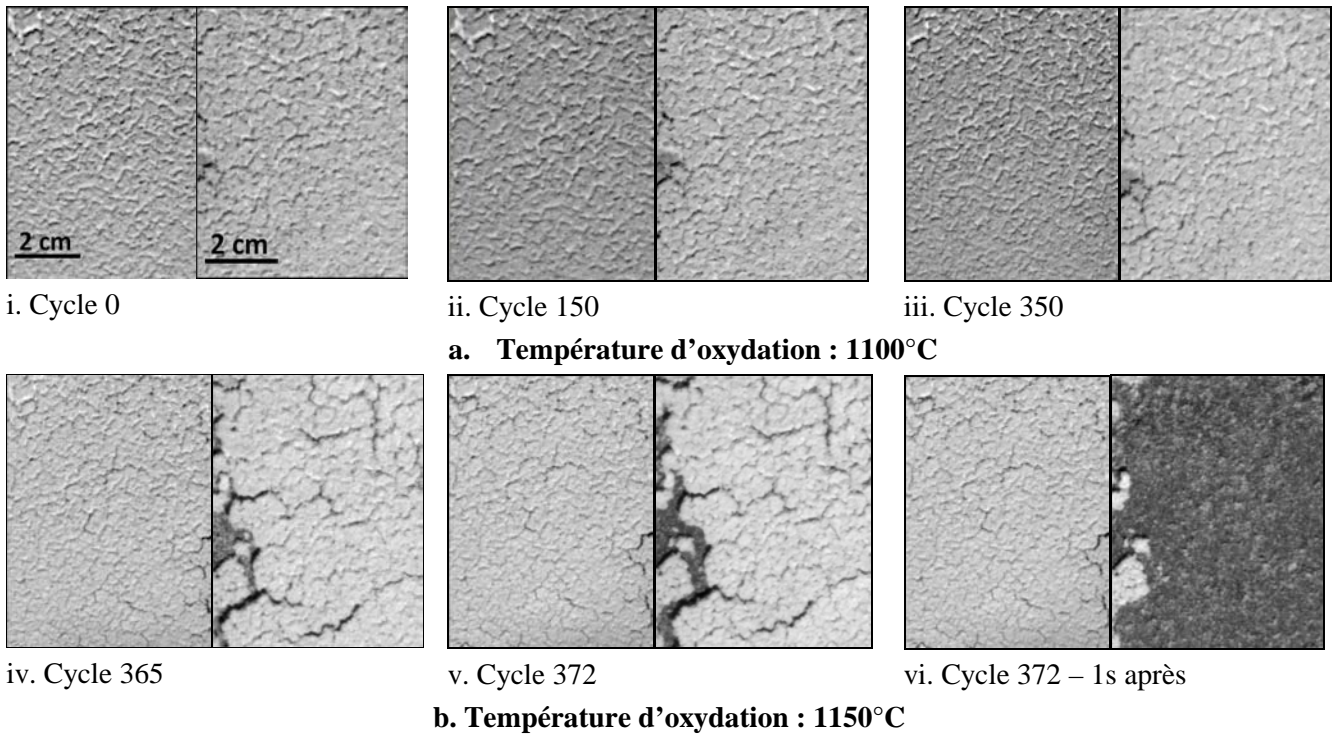 2 cm
2 cm
i. Cycle 0
ii. Cycle 150
iii. Cycle 350
a. Température d’oxydation : 1100°C
iv. Cycle 365
v. Cycle 372
vi. Cycle 372 – 1s après
b. Température d’oxydation : 1150°C